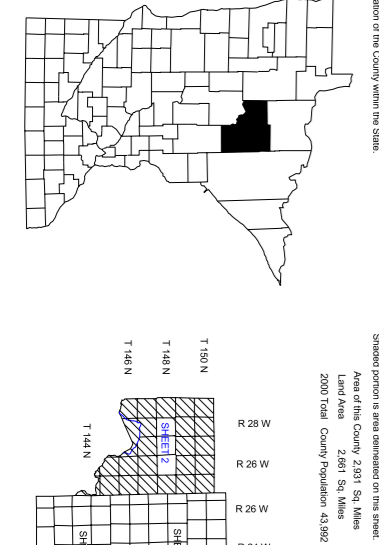 ation of the County within the State.
Shaded portion is area delineated on this sheet.
Area of this County 2,931 Sq. Miles
Land Area 2,661 Sq. Miles
2000 Total County Population 43,992
T 150 N
T 148 N
T 146 N
T 144 N
R 28 W
R 26 W
R 26 W
SHEET 2
SHE
SH